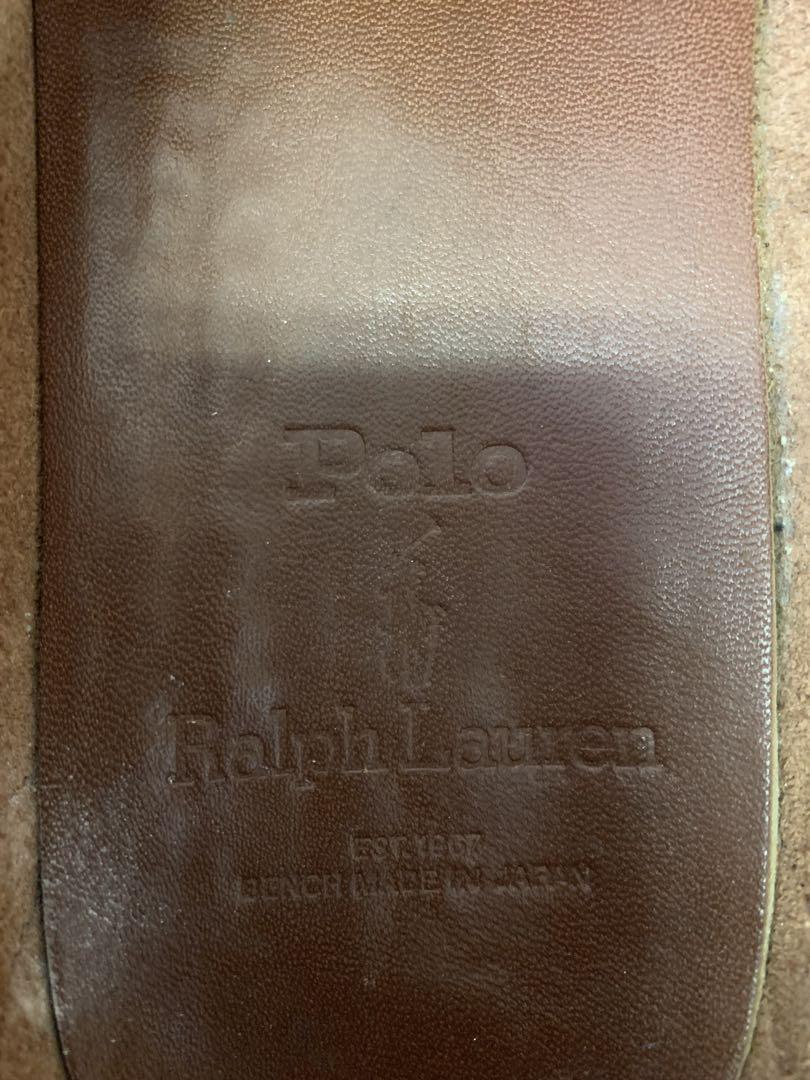 Polo
Ralph Lauren
EST. 1967
BENCH MADE IN JAPAN